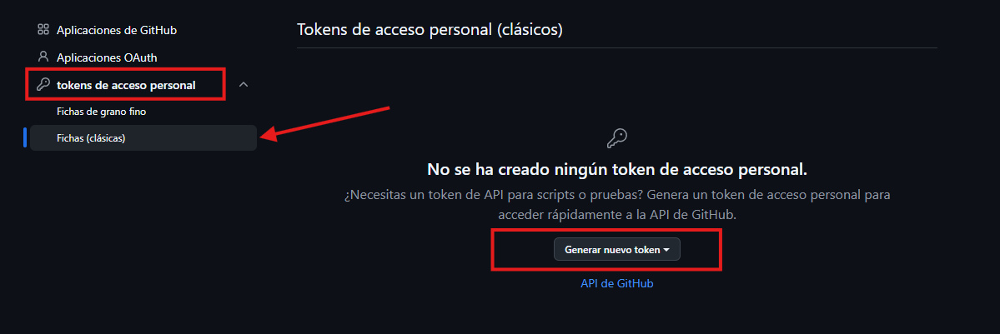 Aplicaciones de GitHub
Aplicaciones OAuth
tokens de acceso personal
Fichas de grano fino
Fichas (clásicas)
Tokens de acceso personal (clásicos)
No se ha creado ningún token de acceso personal.
¿Necesitas un token de API para scripts o pruebas? Genera un token de acceso personal para
acceder rápidamente a la API de GitHub.
Generar nuevo token
API de GitHub